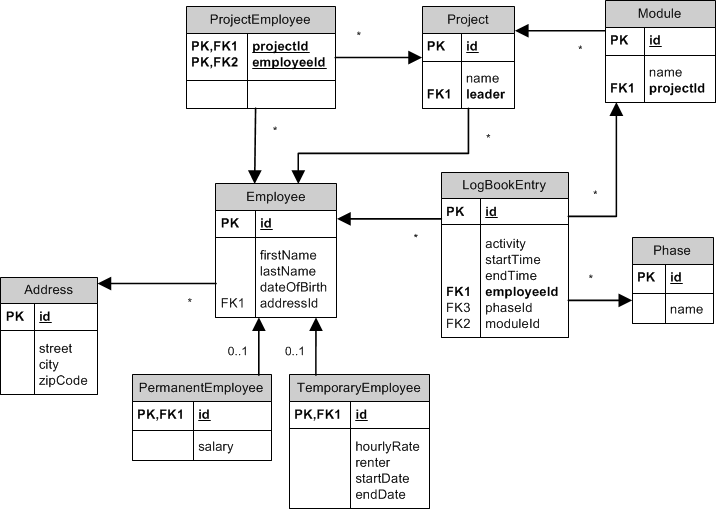 ProjectEmployee
PK,FK1 projectId
PK,FK2 employeeId
*
Project
PK id
name
FK1 leader
*
Module
PK id
name
FK1 projectId
*
*
Employee
PK id
firstName
lastName
dateOfBirth
FK1 addressId
*
LogBookEntry
PK id
activity
startTime
endTime
FK1 employeeId
FK3 phaseId
FK2 moduleId
*
*
Phase
PK id
name
Address
PK id
street
city
zipCode
*
0..1
0..1
PermanentEmployee
PK,FK1 id
salary
TemporaryEmployee
PK,FK1 id
hourlyRate
renter
startDate
endDate